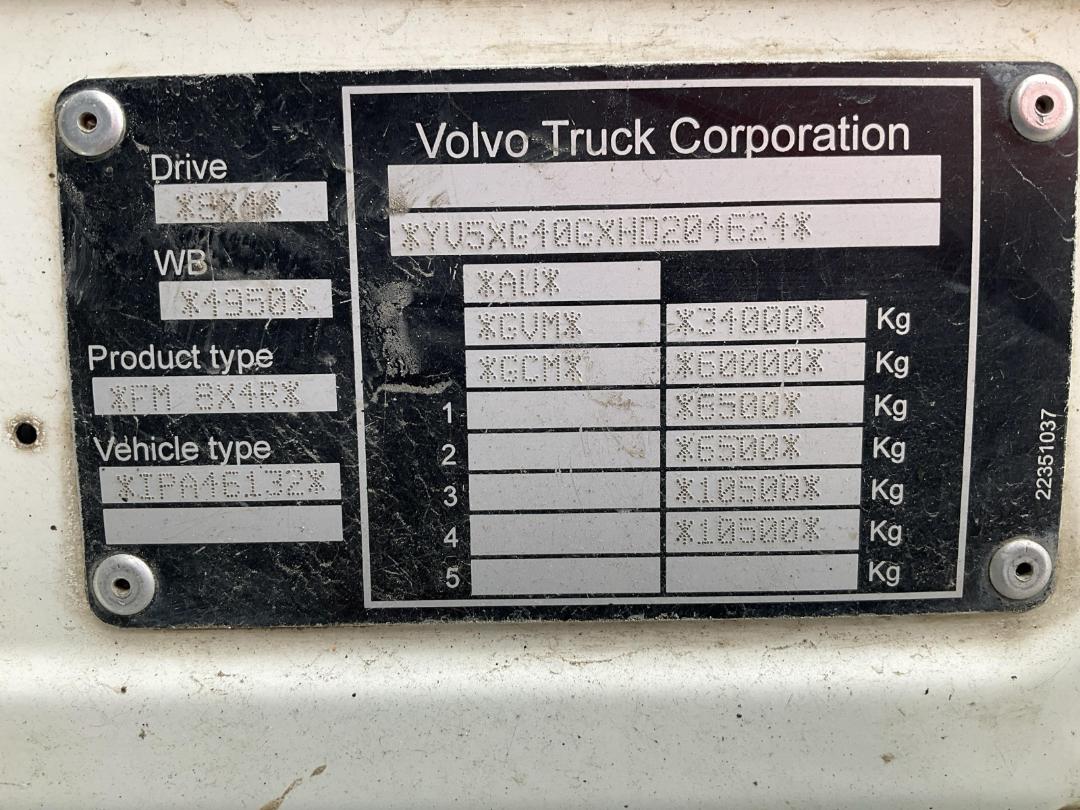 Drive
*8X4*
WB
*4950*
Product type
*FM 8X4R*
Vehicle type
*IPA46132*
Volvo Truck Corporation
*YV5XG40GXHD204624*
*AUX*
*GVM* *34000* Kg
*GCM* *60000* Kg
1 *6500* Kg
2 *6500* Kg
3 *10500* Kg
4 *10500* Kg
5 Kg
22351037